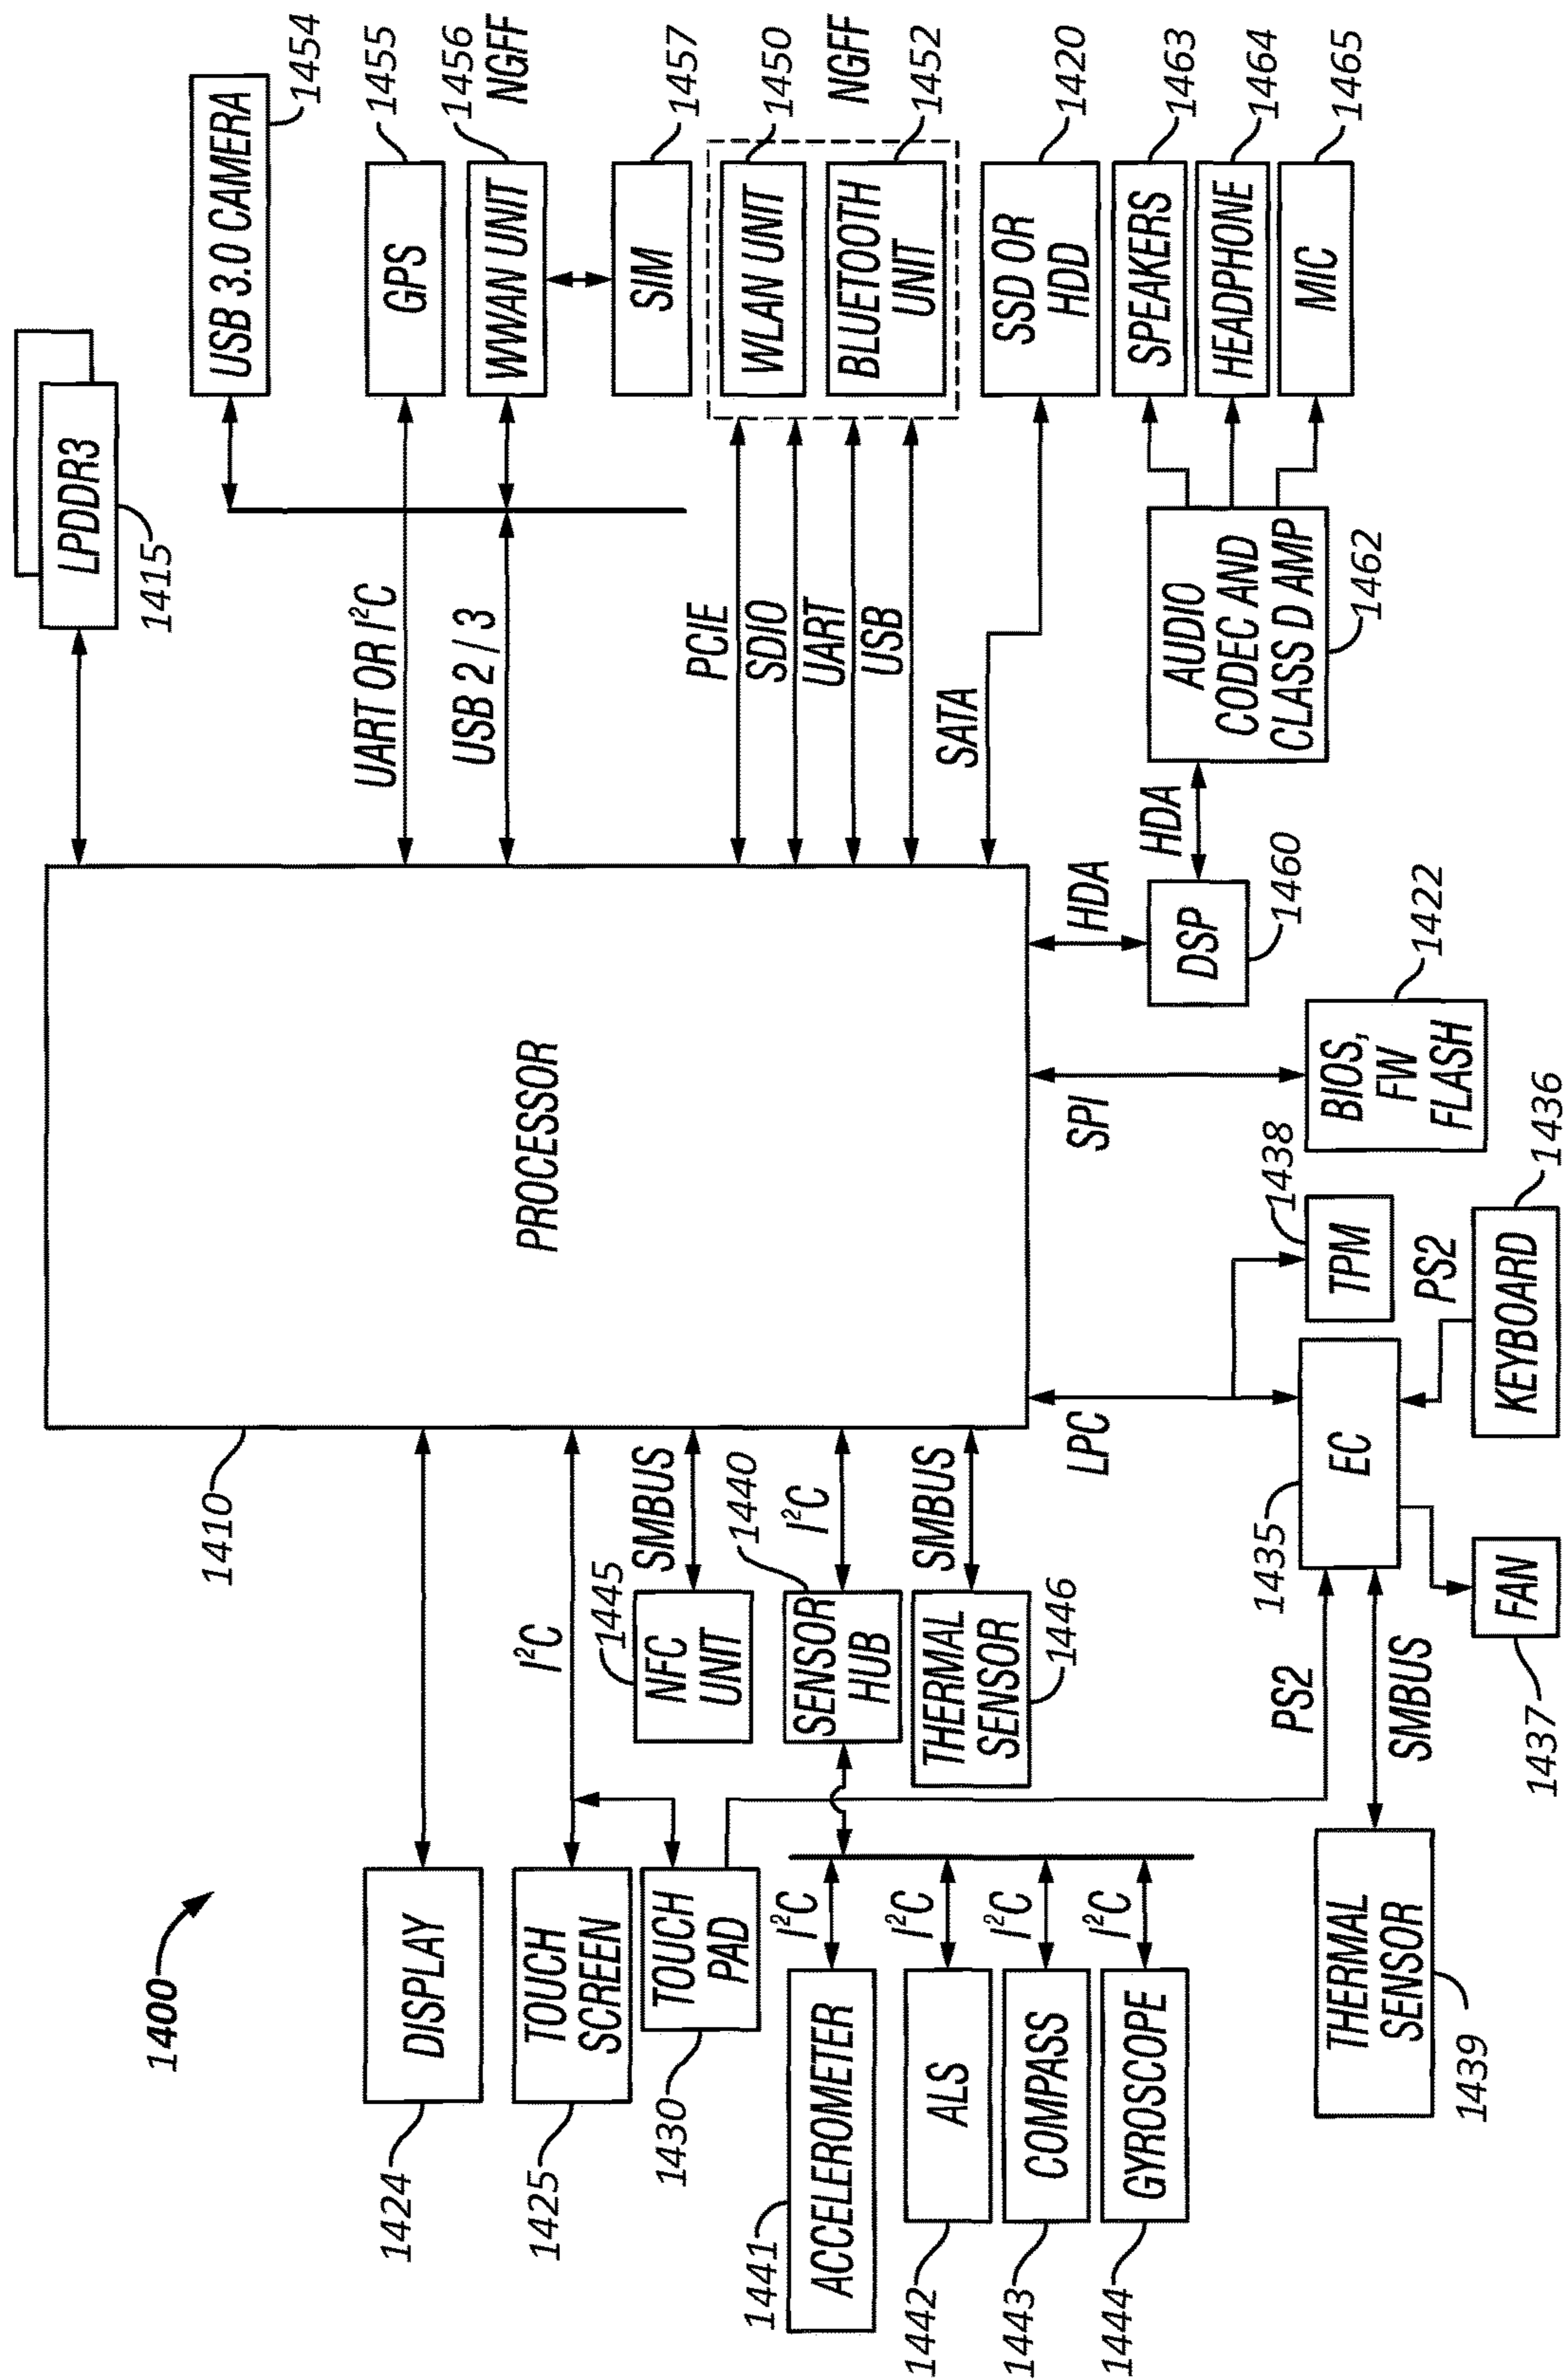 1400
LPDDR3
1415
USB 3.0 CAMERA
1454
1410
PROCESSOR
DISPLAY
1424
UART OR I²C
GPS
1455
USB 2 / 3
WWAN UNIT
1456
NGFF
TOUCH
SCREEN
1425
I²C
SIM
1457
TOUCH
PAD
1430
NFC
UNIT
1445
SMBUS
PCIE
SDIO
UART
USB
WLAN UNIT
1450
BLUETOOTH
UNIT
NGFF
1452
ACCELEROMETER
1441
I²C
SENSOR
HUB
1440
I²C
ALS
1442
I²C
THERMAL
SENSOR
1446
SMBUS
SATA
SSD OR
HDD
1420
COMPASS
1443
I²C
GYROSCOPE
1444
I²C
LPC
SPI
HDA
DSP
1460
HDA
AUDIO
CODEC AND
CLASS D AMP
1462
SPEAKERS
1463
HEADPHONE
1464
MIC
1465
THERMAL
SENSOR
1439
PS2
SMBUS
1435
EC
TPM
1438
BIOS,
FW
FLASH
1422
FAN
1437
PS2
KEYBOARD
1436